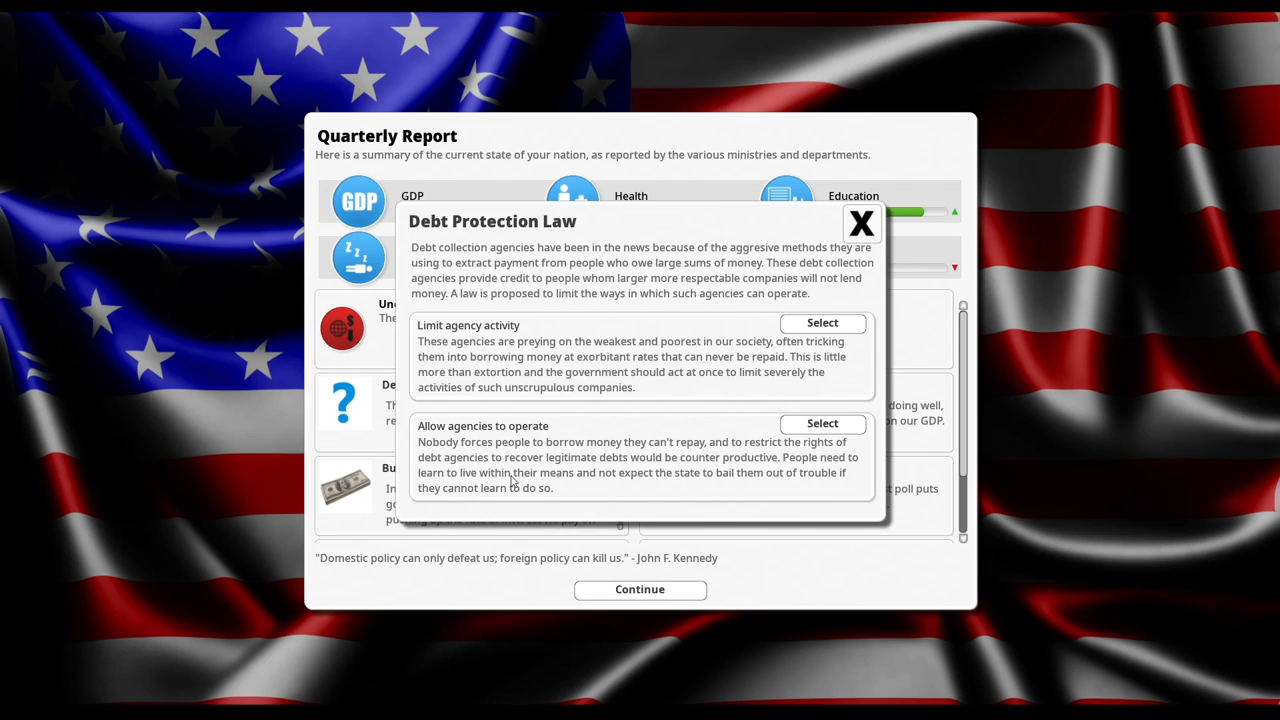 Quarterly Report
Here is a summary of the current state of your nation, as reported by the various ministries and departments.
GDP
GDP
Health
Education
Debt Protection Law
X
Debt collection agencies have been in the news because of the aggresive methods they are
using to extract payment from people who owe large sums of money. These debt collection
agencies provide credit to people whom larger more respectable companies will not lend
money. A law is proposed to limit the ways in which such agencies can operate.
Limit agency activity
Select
These agencies are preying on the weakest and poorest in our society, often tricking
them into borrowing money at exorbitant rates that can never be repaid. This is little
more than extortion and the government should act at once to limit severely the
activities of such unscrupulous companies.
doing well,
on our GDP.
Allow agencies to operate
Select
Nobody forces people to borrow money they can't repay, and to restrict the rights of
debt agencies to recover legitimate debts would be counter productive. People need to
learn to live within their means and not expect the state to bail them out of trouble if
they cannot learn to do so.
poll puts
"Domestic policy can only defeat us; foreign policy can kill us." - John F. Kennedy
Continue